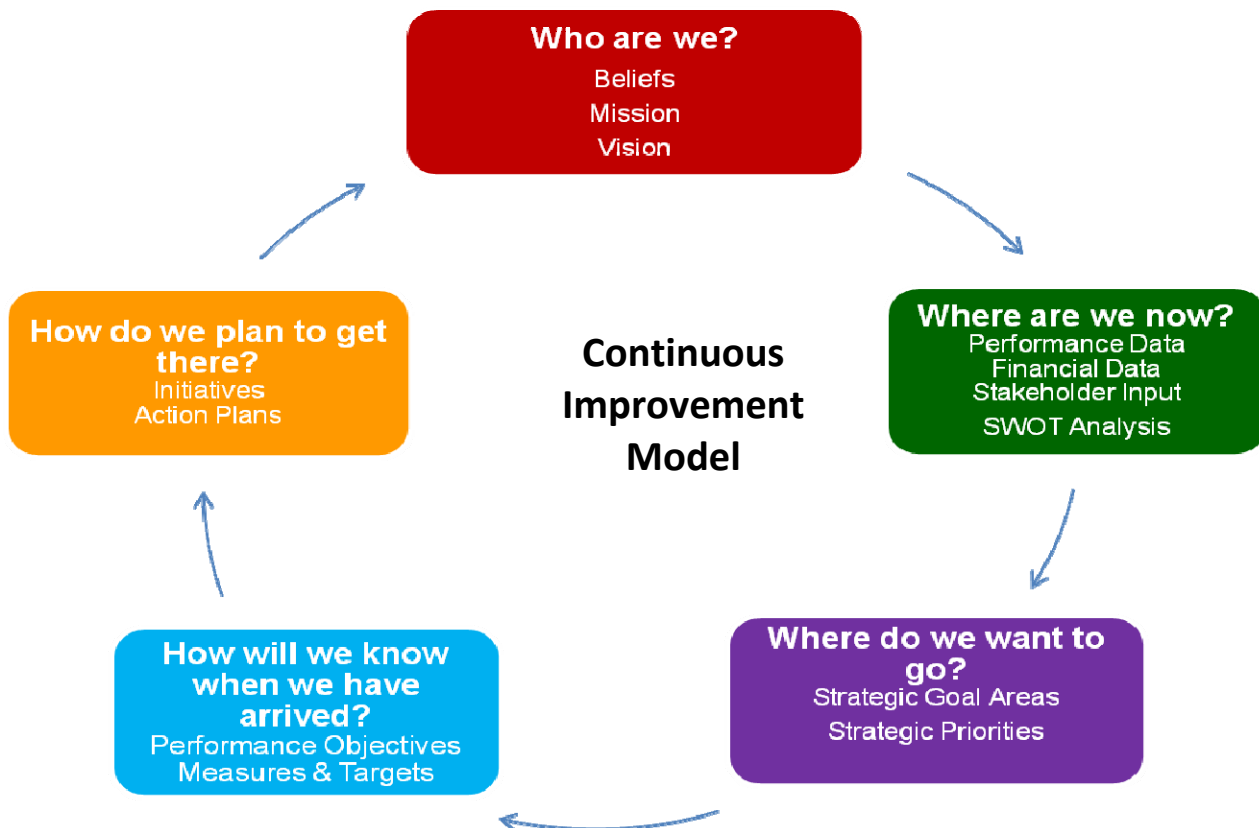 Who are we?
Beliefs
Mission
Vision
Where are we now?
Performance Data
Financial Data
Stakeholder Input
SWOT Analysis
Where do we want to
go?
Strategic Goal Areas
Strategic Priorities
How will we know
when we have
arrived?
Performance Objectives
Measures & Targets
How do we plan to get
there?
Initiatives
Action Plans
Continuous
Improvement
Model